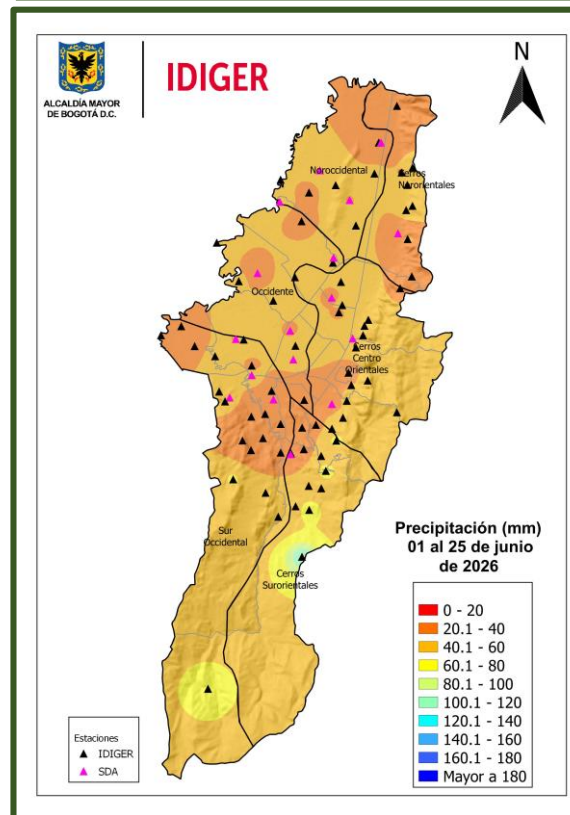 ALCALDÍA MAYOR
DE BOGOTÁ D.C.
IDIGER
N
Noroccidental
Cerros
Nororientales
Occidente
Cerros
Centro
Orientales
Sur
Occidental
Cerros
Surorientales
Precipitación (mm)
01 al 25 de junio
de 2026
0 - 20
20.1 - 40
40.1 - 60
60.1 - 80
80.1 - 100
100.1 - 120
120.1 - 140
140.1 - 160
160.1 - 180
Mayor a 180
Estaciones
IDIGER
SDA